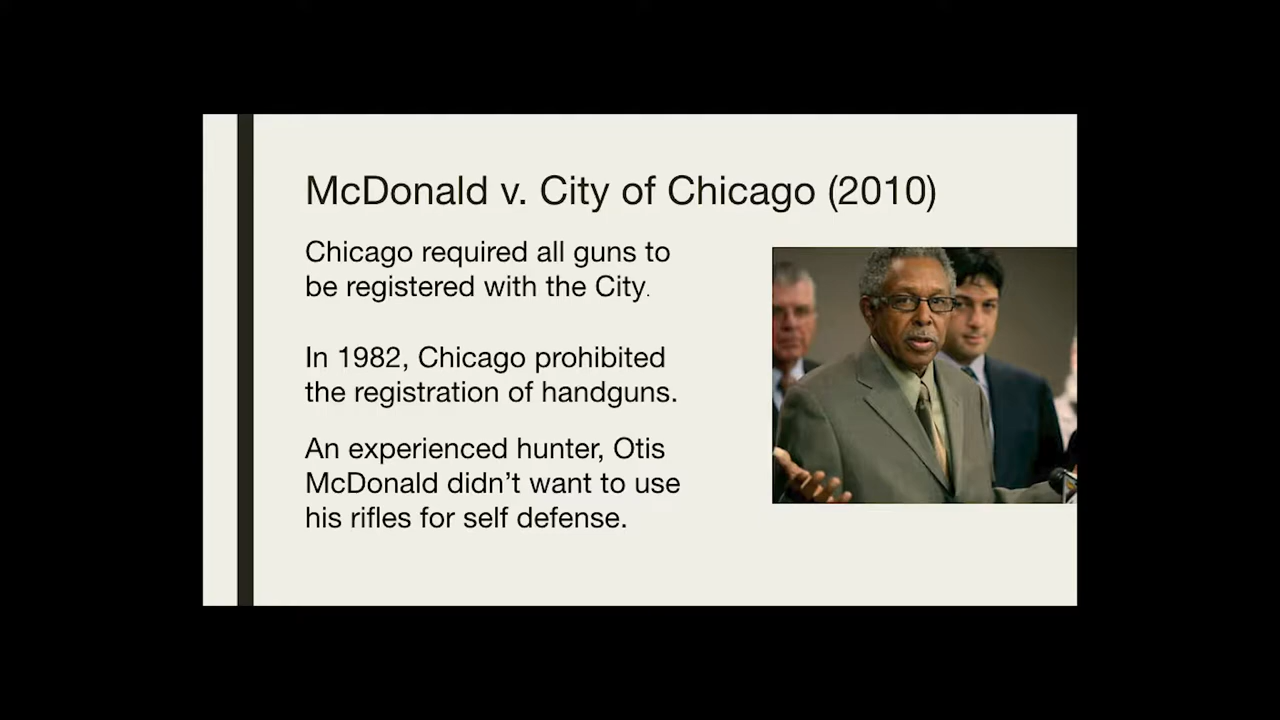 McDonald v. City of Chicago (2010)
Chicago required all guns to
be registered with the City.
In 1982, Chicago prohibited
the registration of handguns.
An experienced hunter, Otis
McDonald didn’t want to use
his rifles for self defense.